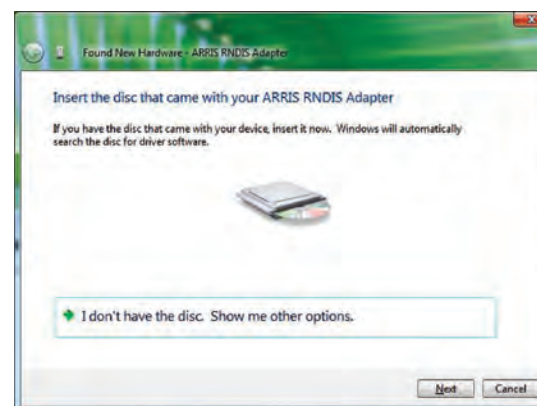 Found New Hardware - ARRIS RNDIS Adapter
Insert the disc that came with your ARRIS RNDIS Adapter
If you have the disc that came with your device, insert it now.  Windows will automatically
search the disc for driver software.
I don't have the disc.  Show me other options.
Next Cancel